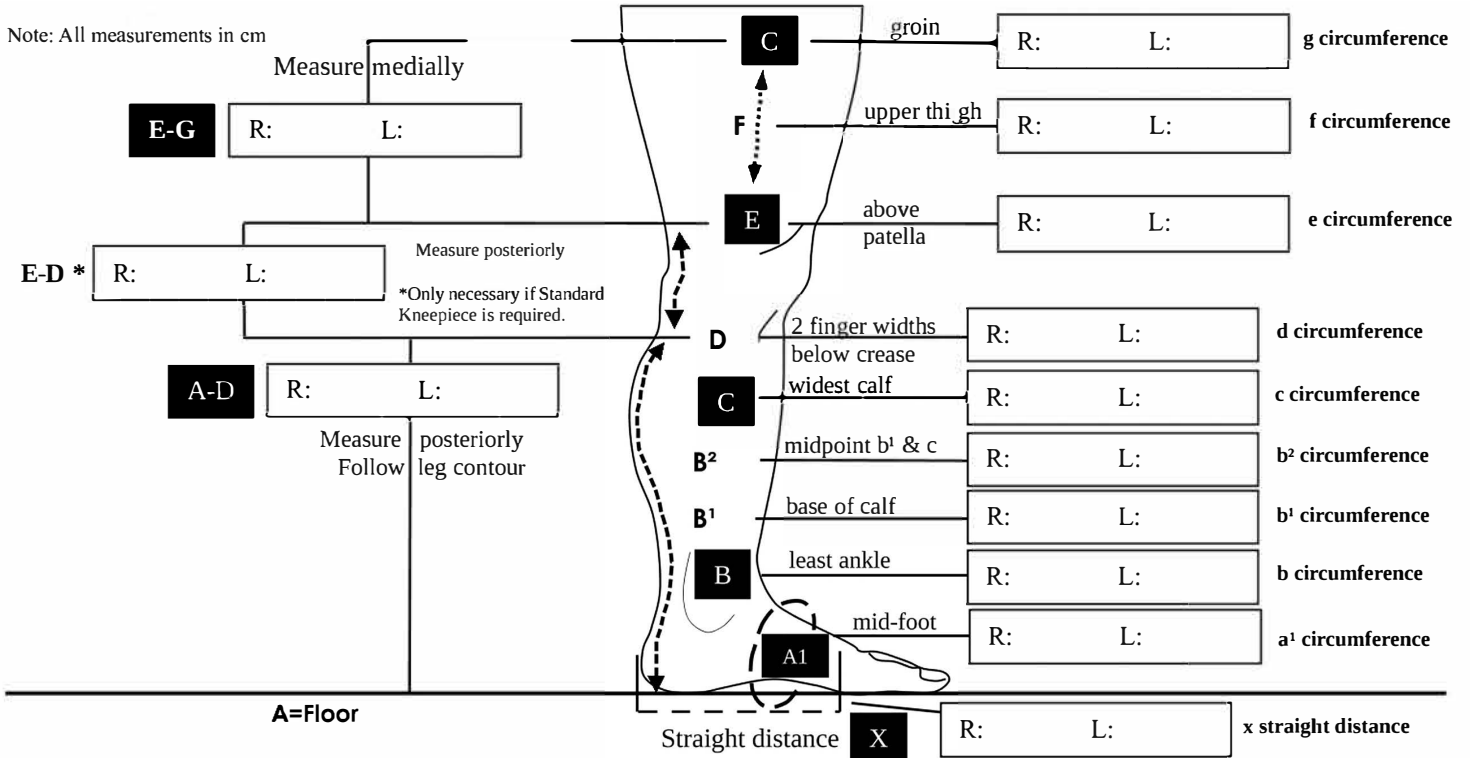 Note: All measurements in cm
C
groin
R: L:
g circumference
Measure medially
E-G
R: L:
F
upper thi gh
R: L:
f circumference
E
above
patella
R: L:
e circumference
E-D *
R: L:
Measure posteriorly
*Only necessary if Standard
Kneepiece is required.
D
2 finger widths
below crease
R: L:
d circumference
A-D
R: L:
C
widest calf
R: L:
c circumference
Measure posteriorly
Follow leg contour
B²
midpoint b¹ & c
R: L:
b² circumference
B¹
base of calf
R: L:
b¹ circumference
B
least ankle
R: L:
b circumference
A1
mid-foot
R: L:
a¹ circumference
A=Floor
Straight distance X
R: L:
x straight distance